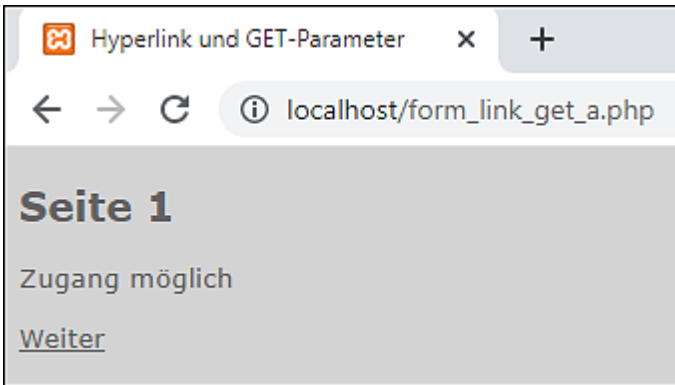 Hyperlink und GET-Parameter
localhost/form_link_get_a.php
Seite 1
Zugang möglich
Weiter